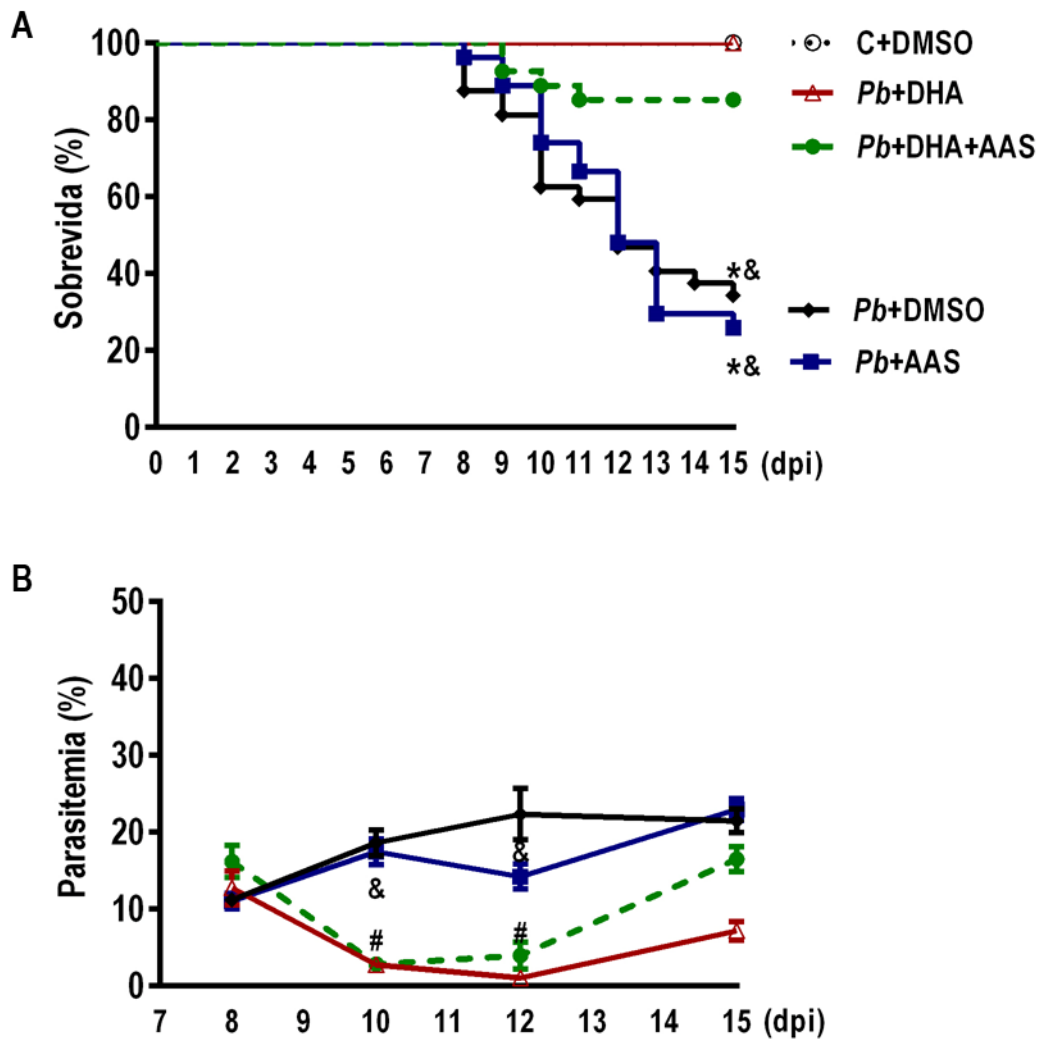 A
100
80
60
40
20
0
Sobrevida (%)
0 1 2 3 4 5 6 7 8 9 10 11 12 13 14 15 (dpi)
*&
*&
C+DMSO
Pb+DHA
Pb+DHA+AAS
Pb+DMSO
Pb+AAS
B
50
40
30
20
10
0
Parasitemia (%)
&
#
&
#
7 8 9 10 11 12 13 14 15 (dpi)